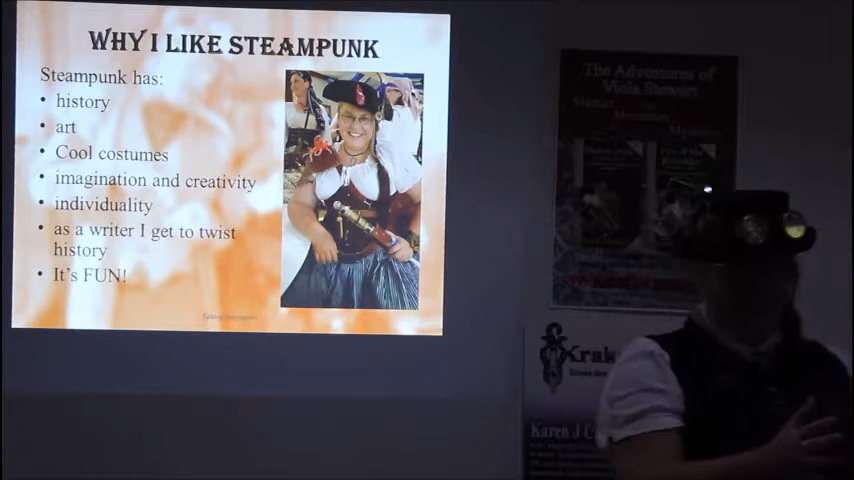 WHY I LIKE STEAMPUNK
Steampunk has:
• history
• art
• Cool costumes
• imagination and creativity
• individuality
• as a writer I get to twist
history
• It's FUN!
The Adventures of
Viola Stewart
Karen J C